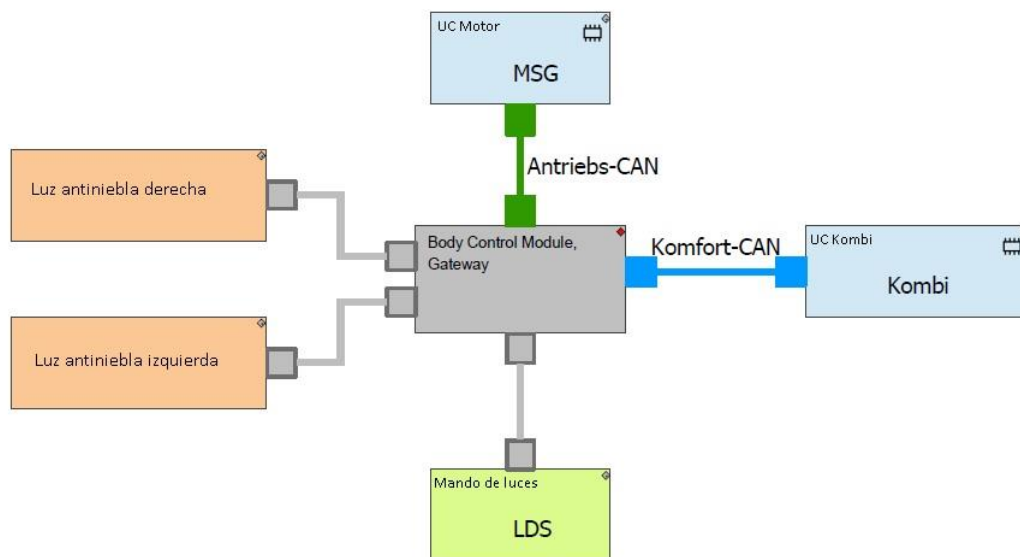 UC Motor
MSG
Antriebs-CAN
Luz antiniebla derecha
Body Control Module,
Gateway
Komfort-CAN
UC Kombi
Kombi
Luz antiniebla izquierda
Mando de luces
LDS